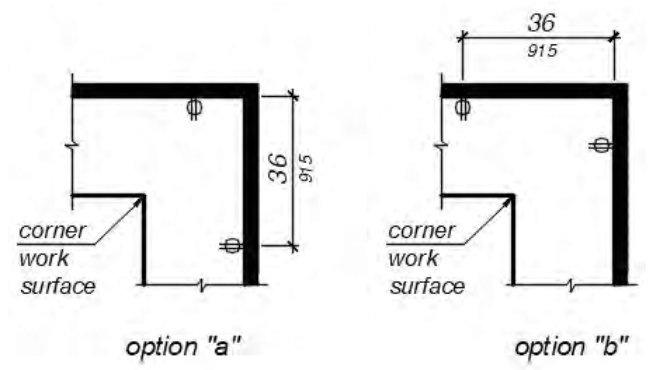 36
915
36
915
corner
work
surface
corner
work
surface
option "a"
option "b"